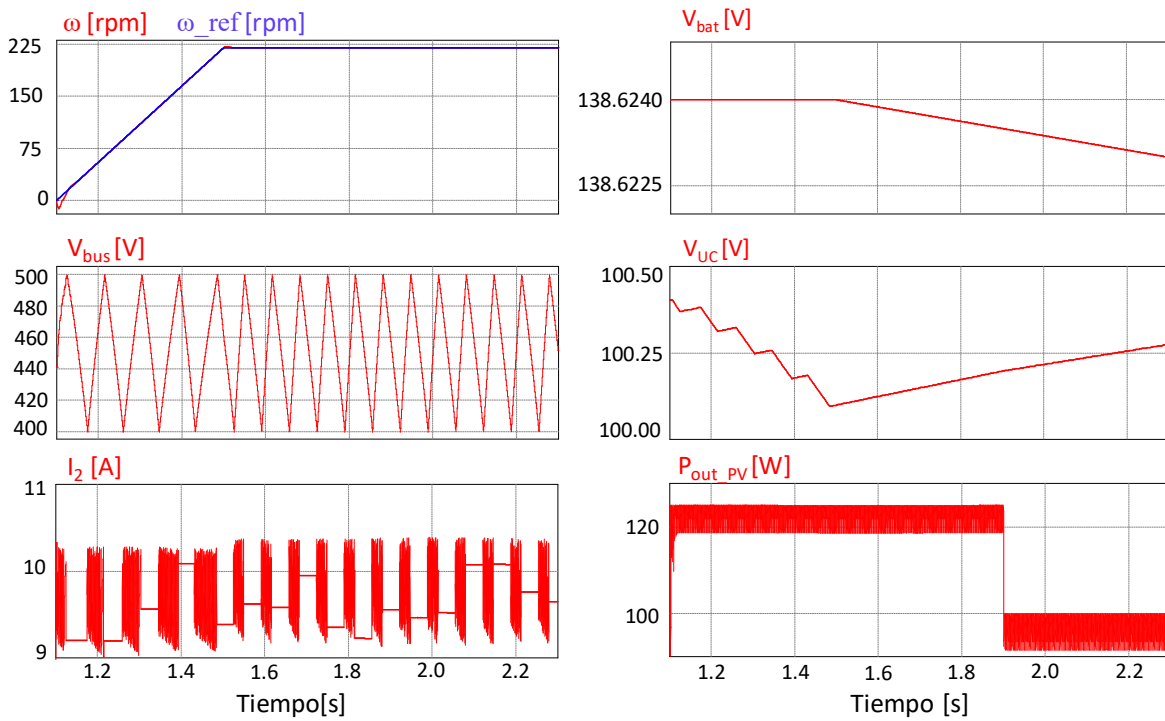 ω [rpm] ω_ref [rpm]
225
150
75
0
V_bat [V]
138.6240
138.6225
V_bus [V]
500
480
460
440
420
400
V_UC [V]
100.50
100.25
100.00
I_2 [A]
11
10
9
1.2 1.4 1.6 1.8 2.0 2.2
Tiempo[s]
P_out_PV [W]
120
100
1.2 1.4 1.6 1.8 2.0 2.2
Tiempo [s]